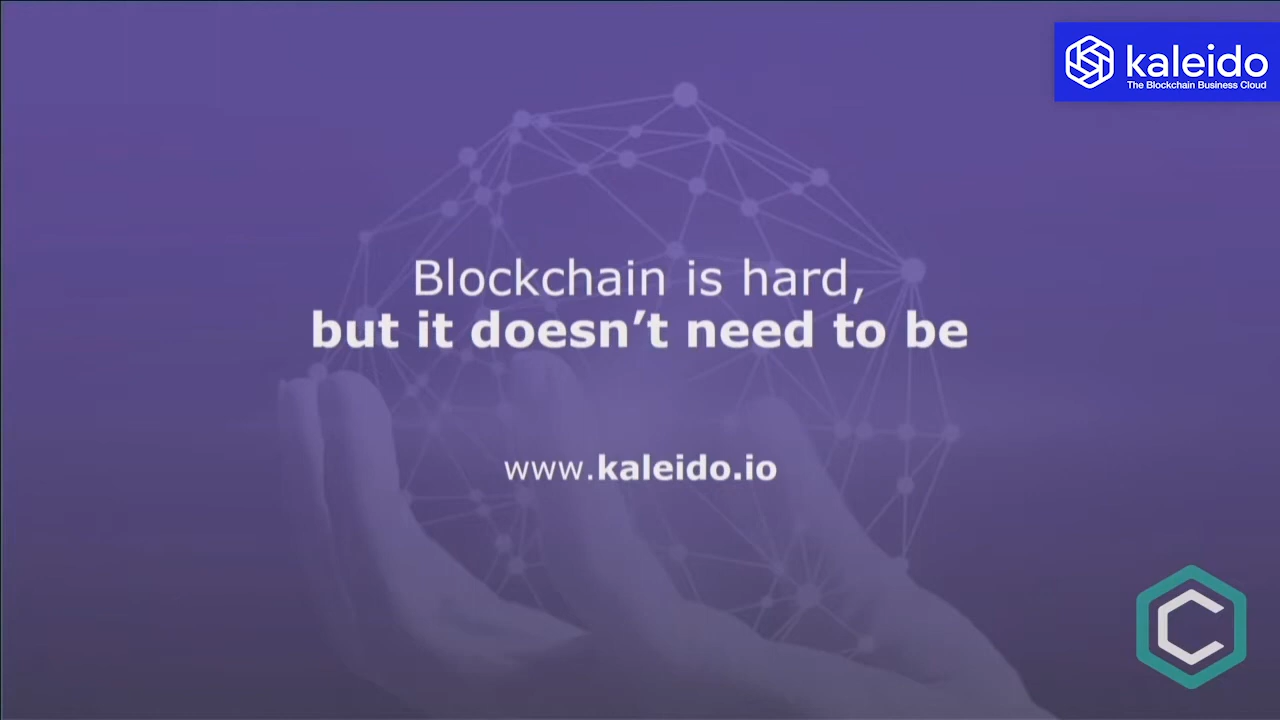 kaleido
The Blockchain Business Cloud
Blockchain is hard,
but it doesn’t need to be
www.kaleido.io